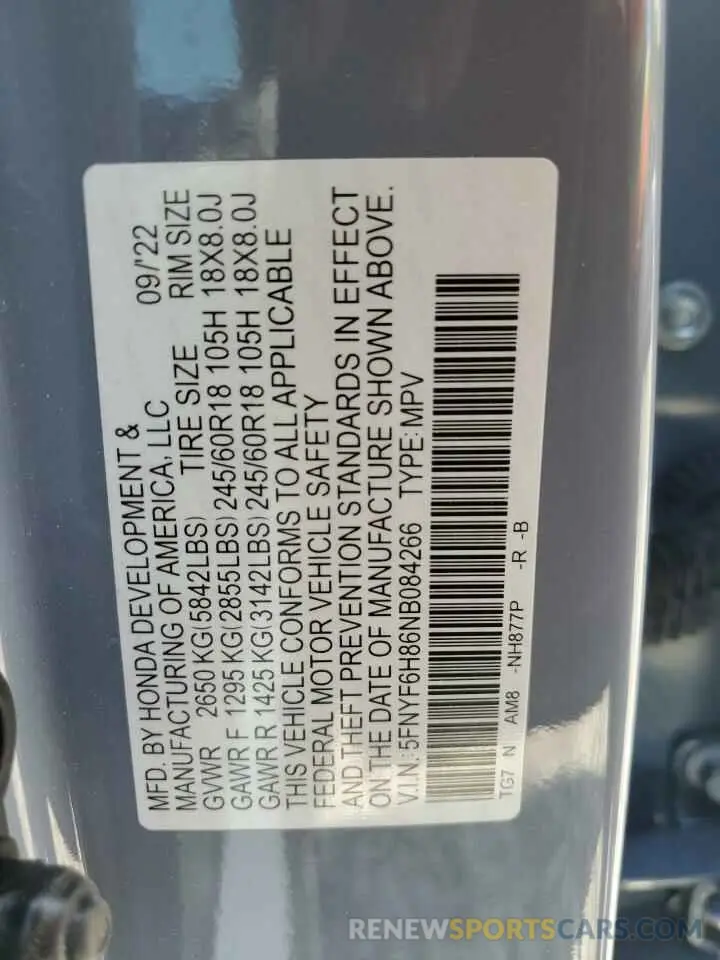 MFD. BY HONDA DEVELOPMENT & 09/'22
MANUFACTURING OF AMERICA, LLC
GVWR 2650 KG(5842LBS) TIRE SIZE RIM SIZE
GAWR F 1295 KG(2855LBS) 245/60R18 105H 18X8.0J
GAWR R 1425 KG(3142LBS) 245/60R18 105H 18X8.0J
THIS VEHICLE CONFORMS TO ALL APPLICABLE
FEDERAL MOTOR VEHICLE SAFETY
AND THEFT PREVENTION STANDARDS IN EFFECT
ON THE DATE OF MANUFACTURE SHOWN ABOVE.
V.I.N.: 5FNYF6H86NB084266 TYPE: MPV
TG7 N AM8 -NH877P -R -B
RENEWSPORTSCARS.COM